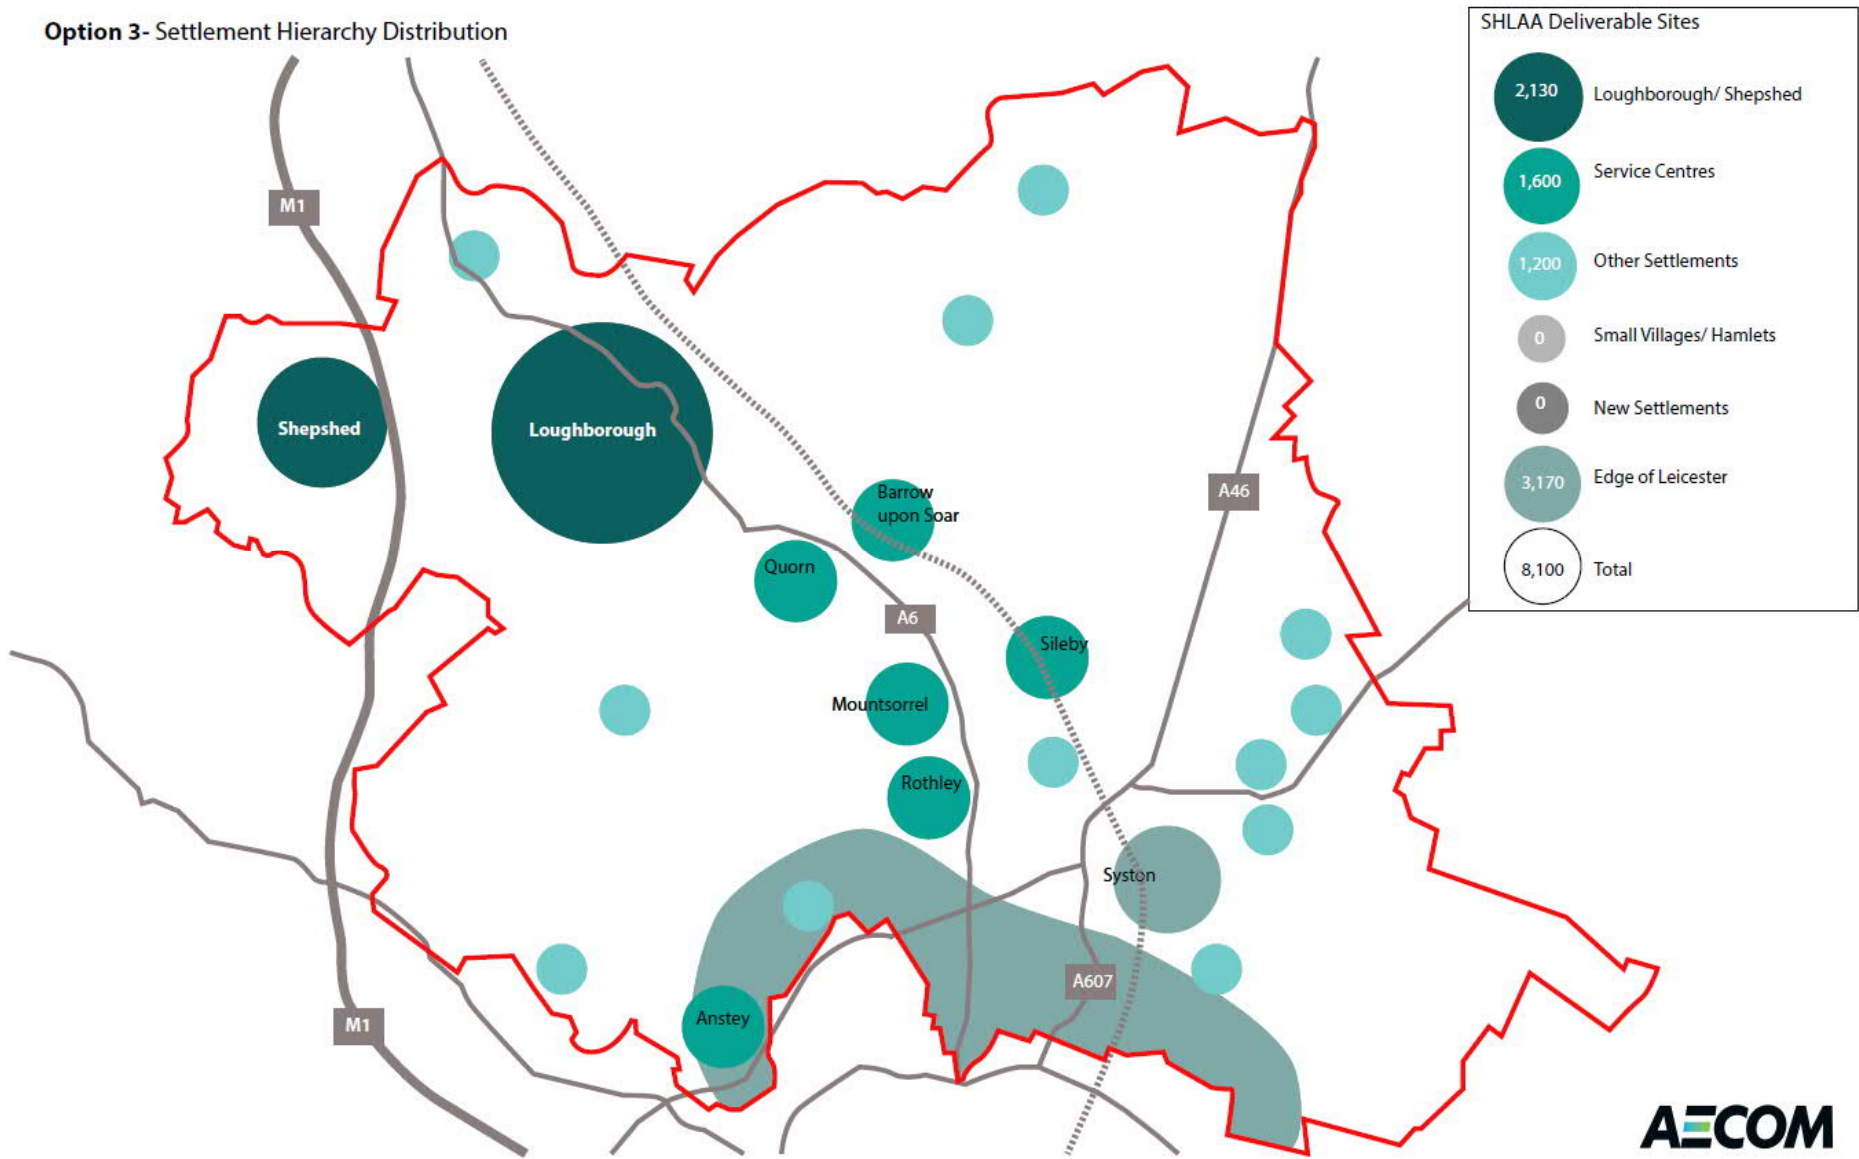 Option 3- Settlement Hierarchy Distribution
SHLAA Deliverable Sites
2,130 Loughborough/ Shepshed
1,600 Service Centres
1,200 Other Settlements
0 Small Villages/ Hamlets
0 New Settlements
3,170 Edge of Leicester
8,100 Total
M1
Shepshed
Loughborough
A46
Barrow
upon Soar
Quorn
A6
Sileby
Mountsorrel
Rothley
Syston
A607
Anstey
M1
AECOM